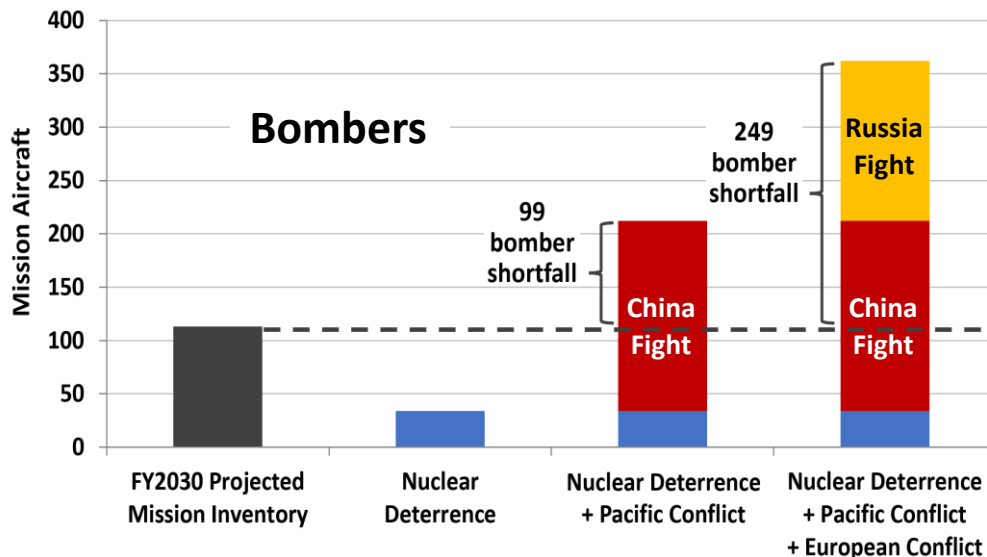 Bombers
Mission Aircraft
400
350
300
250
200
150
100
50
0
99
bomber
shortfall
249
bomber
shortfall
China
Fight
Russia
Fight
China
Fight
FY2030 Projected
Mission Inventory
Nuclear
Deterrence
Nuclear Deterrence
+ Pacific Conflict
Nuclear Deterrence
+ Pacific Conflict
+ European Conflict